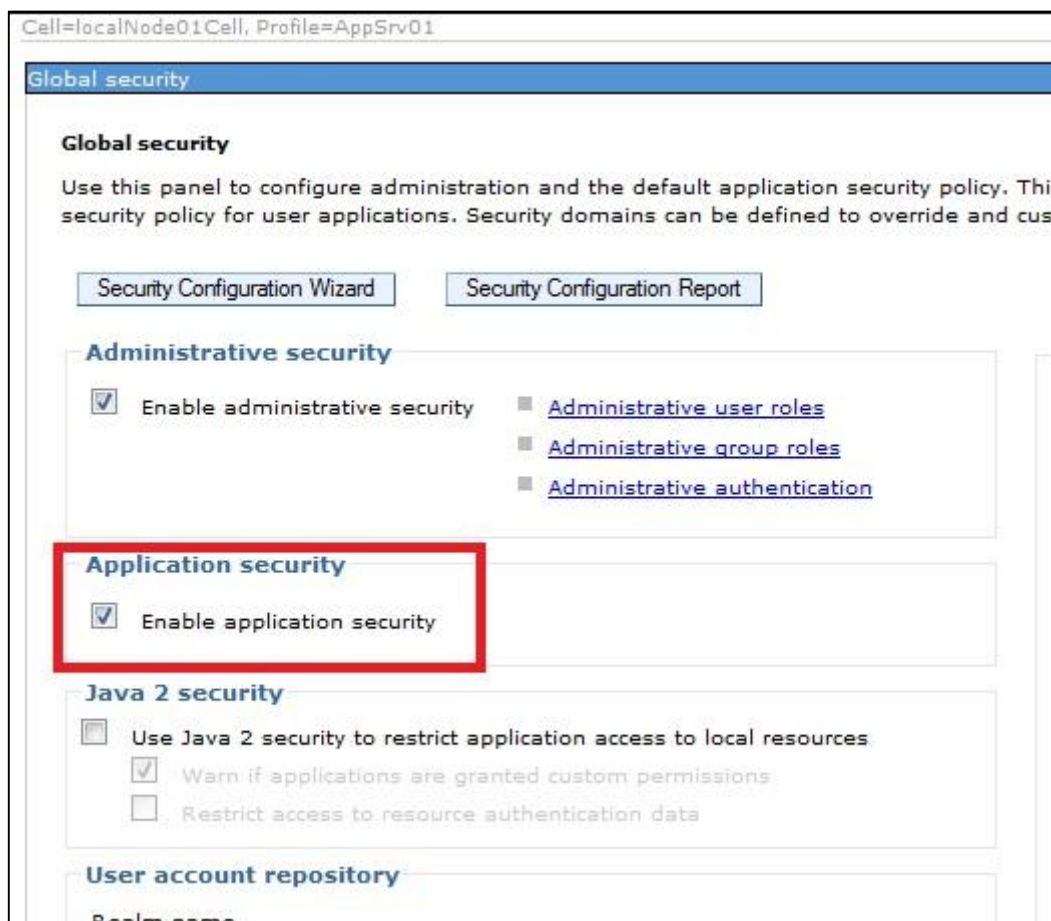 Cell=localNode01Cell, Profile=AppSrv01
Global security
Global security
Use this panel to configure administration and the default application security policy. Thi
security policy for user applications. Security domains can be defined to override and cus
Security Configuration Wizard Security Configuration Report
Administrative security
Enable administrative security Administrative user roles
Administrative group roles
Administrative authentication
Application security
Enable application security
Java 2 security
Use Java 2 security to restrict application access to local resources
Warn if applications are granted custom permissions
Restrict access to resource authentication data
User account repository
Realm name